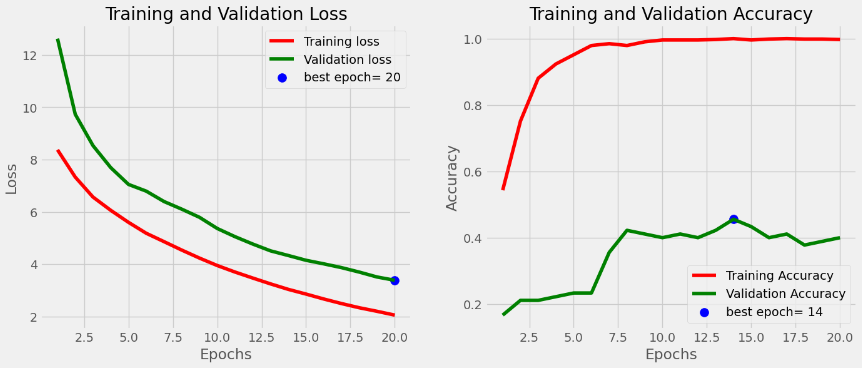 Training and Validation Loss
Training loss
Validation loss
best epoch= 20
12
10
8
6
4
2
Loss
2.5 5.0 7.5 10.0 12.5 15.0 17.5 20.0
Epochs
Training and Validation Accuracy
1.0
0.8
0.6
0.4
0.2
Accuracy
Training Accuracy
Validation Accuracy
best epoch= 14
2.5 5.0 7.5 10.0 12.5 15.0 17.5 20.0
Epochs